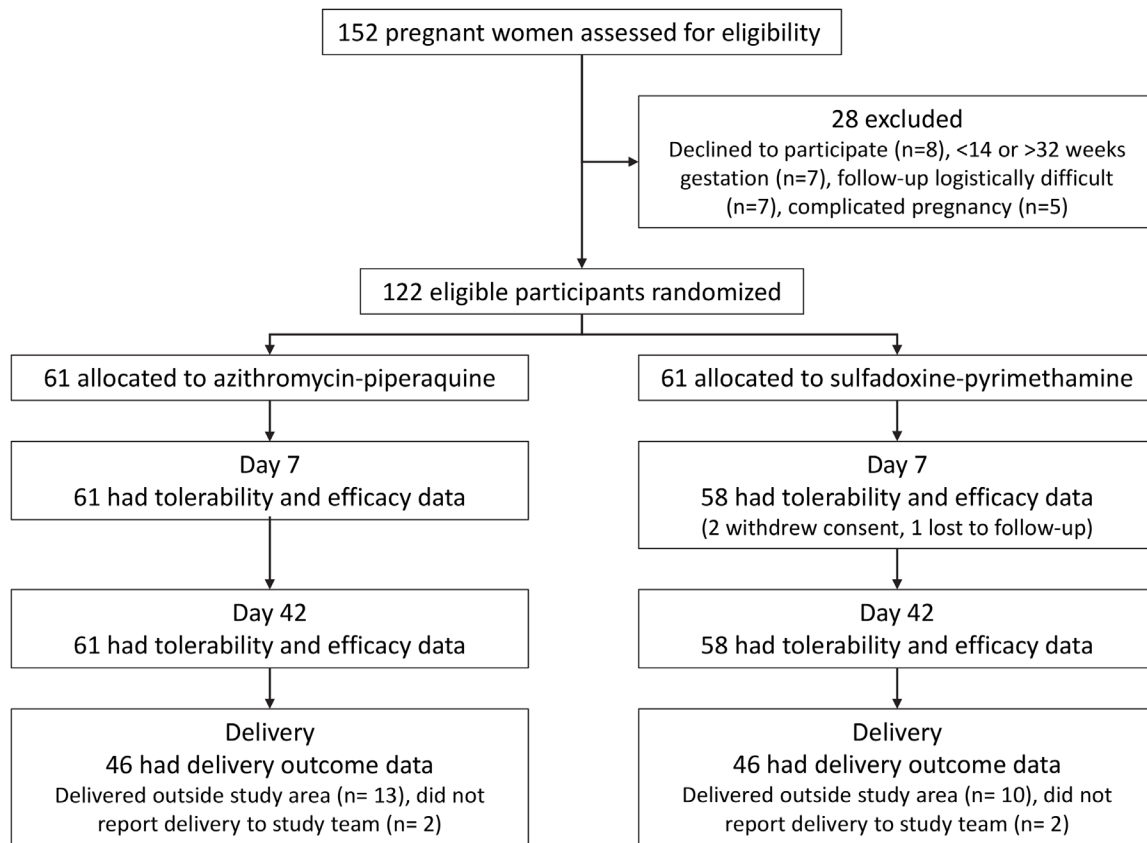 152 pregnant women assessed for eligibility
28 excluded
Declined to participate (n=8), <14 or >32 weeks
gestation (n=7), follow-up logistically difficult
(n=7), complicated pregnancy (n=5)
122 eligible participants randomized
61 allocated to azithromycin-piperaquine
61 allocated to sulfadoxine-pyrimethamine
Day 7
61 had tolerability and efficacy data
Day 7
58 had tolerability and efficacy data
(2 withdrew consent, 1 lost to follow-up)
Day 42
61 had tolerability and efficacy data
Day 42
58 had tolerability and efficacy data
Delivery
46 had delivery outcome data
Delivered outside study area (n= 13), did not
report delivery to study team (n= 2)
Delivery
46 had delivery outcome data
Delivered outside study area (n= 10), did not
report delivery to study team (n= 2)